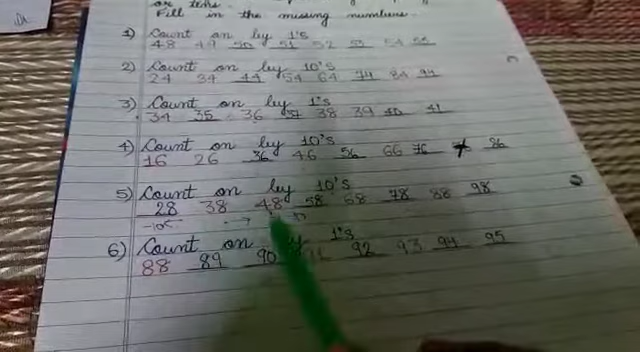 or tens.
Fill in the missing numbers.
1) Count on by 1's
48 49 50 51 52 53 54 55
2) Count on by 10's
24 34 44 54 64 74 84 94
3) Count on by 1's
34 35 36 37 38 39 40 41
4) Count on by 10's
16 26 36 46 56 66 76 86
5) Count on by 10's
28 38 48 58 68 78 88 98
6) Count on by 1's
88 89 90 91 92 93 94 95